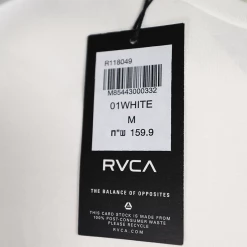 R118049
M85443000332
01WHITE
M
ש"ח 159.9
RVCA
THE BALANCE OF OPPOSITES
THIS CARD STOCK IS MADE FROM
100% POST-CONSUMER WASTE
PLEASE RECYCLE
RVCA.COM